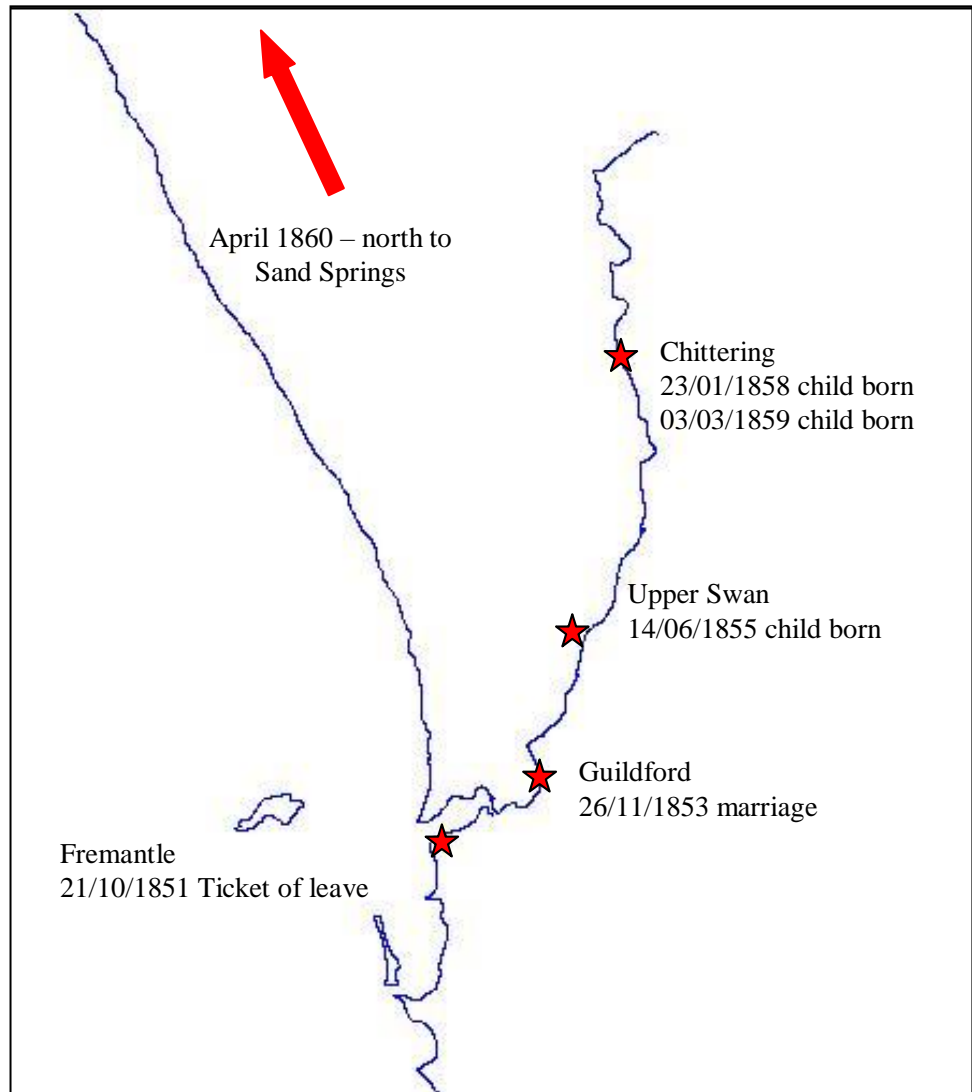 April 1860 – north to
Sand Springs
Chittering
23/01/1858 child born
03/03/1859 child born
Upper Swan
14/06/1855 child born
Guildford
26/11/1853 marriage
Fremantle
21/10/1851 Ticket of leave